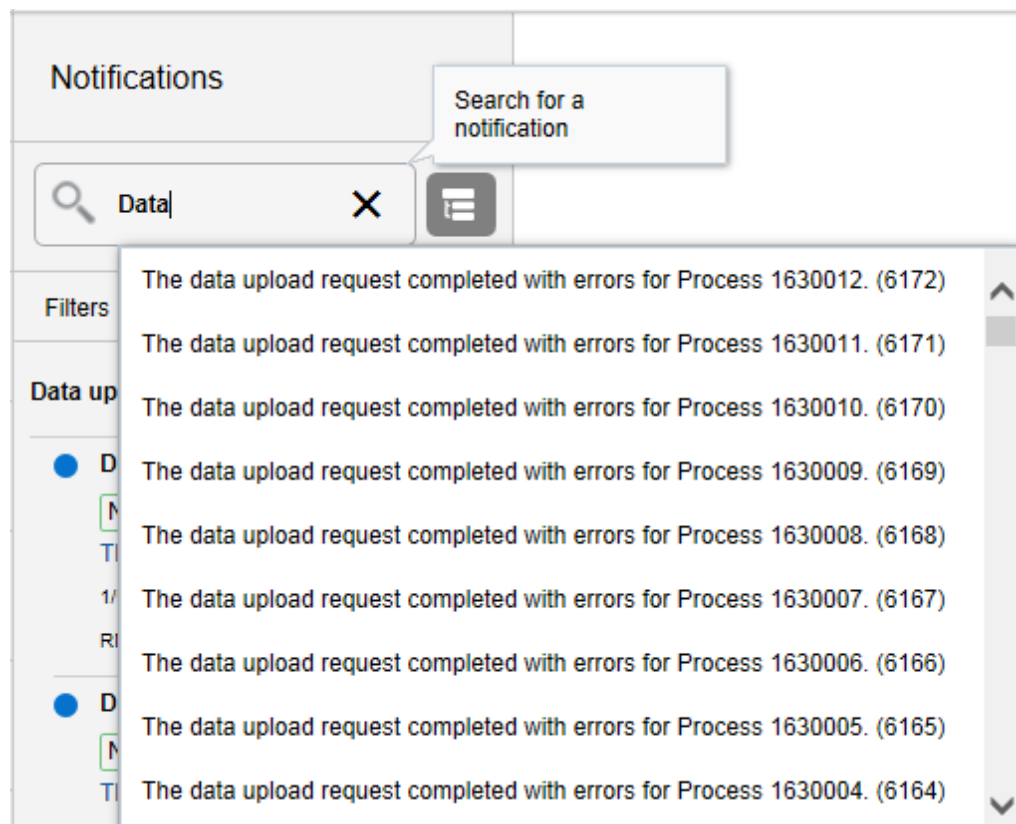 Notifications
Search for a
notification
Data
The data upload request completed with errors for Process 1630012. (6172)
Filters
The data upload request completed with errors for Process 1630011. (6171)
Data up
The data upload request completed with errors for Process 1630010. (6170)
D
The data upload request completed with errors for Process 1630009. (6169)
N
The data upload request completed with errors for Process 1630008. (6168)
1/
The data upload request completed with errors for Process 1630007. (6167)
The data upload request completed with errors for Process 1630006. (6166)
D
The data upload request completed with errors for Process 1630005. (6165)
N
The data upload request completed with errors for Process 1630004. (6164)